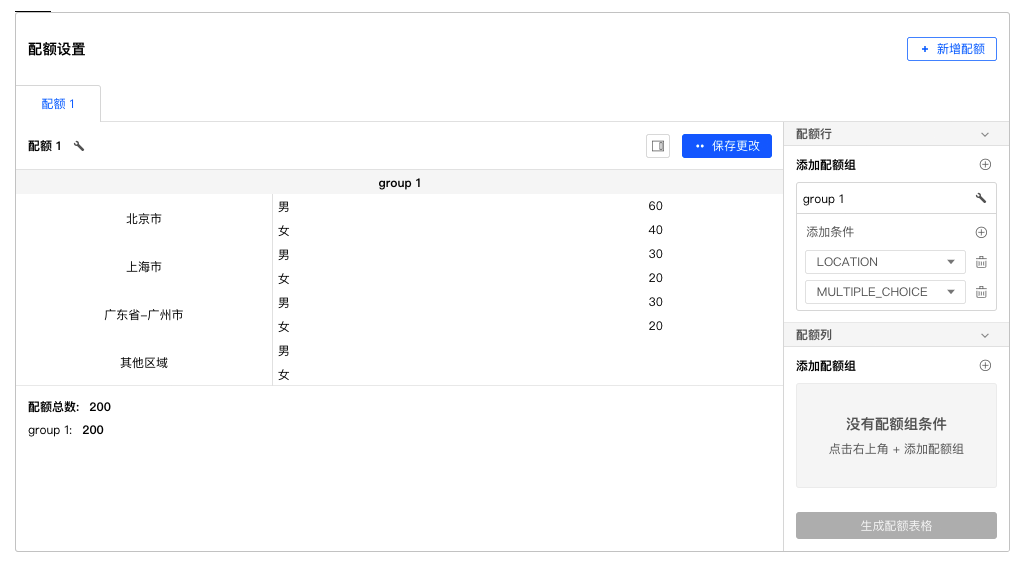 配额设置
+ 新增配额
配额 1
配额 1
保存更改
group 1
北京市
男 60
女 40
上海市
男 30
女 20
广东省-广州市
男 30
女 20
其他区域
男
女
配额总数: 200
group 1: 200
配额行
添加配额组
group 1
添加条件
LOCATION
MULTIPLE_CHOICE
配额列
添加配额组
没有配额组条件
点击右上角 + 添加配额组
生成配额表格